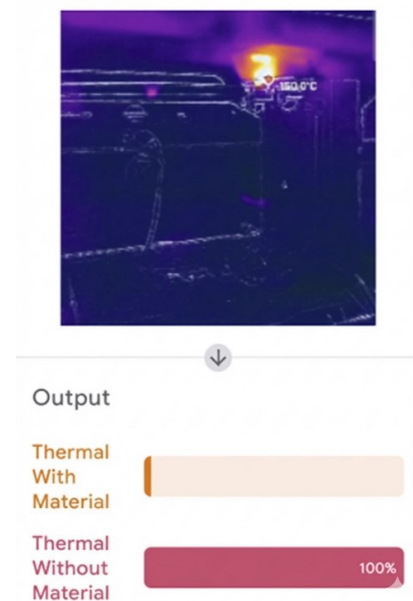 150.0°C
Output
Thermal
With
Material
Thermal
Without
Material
100%